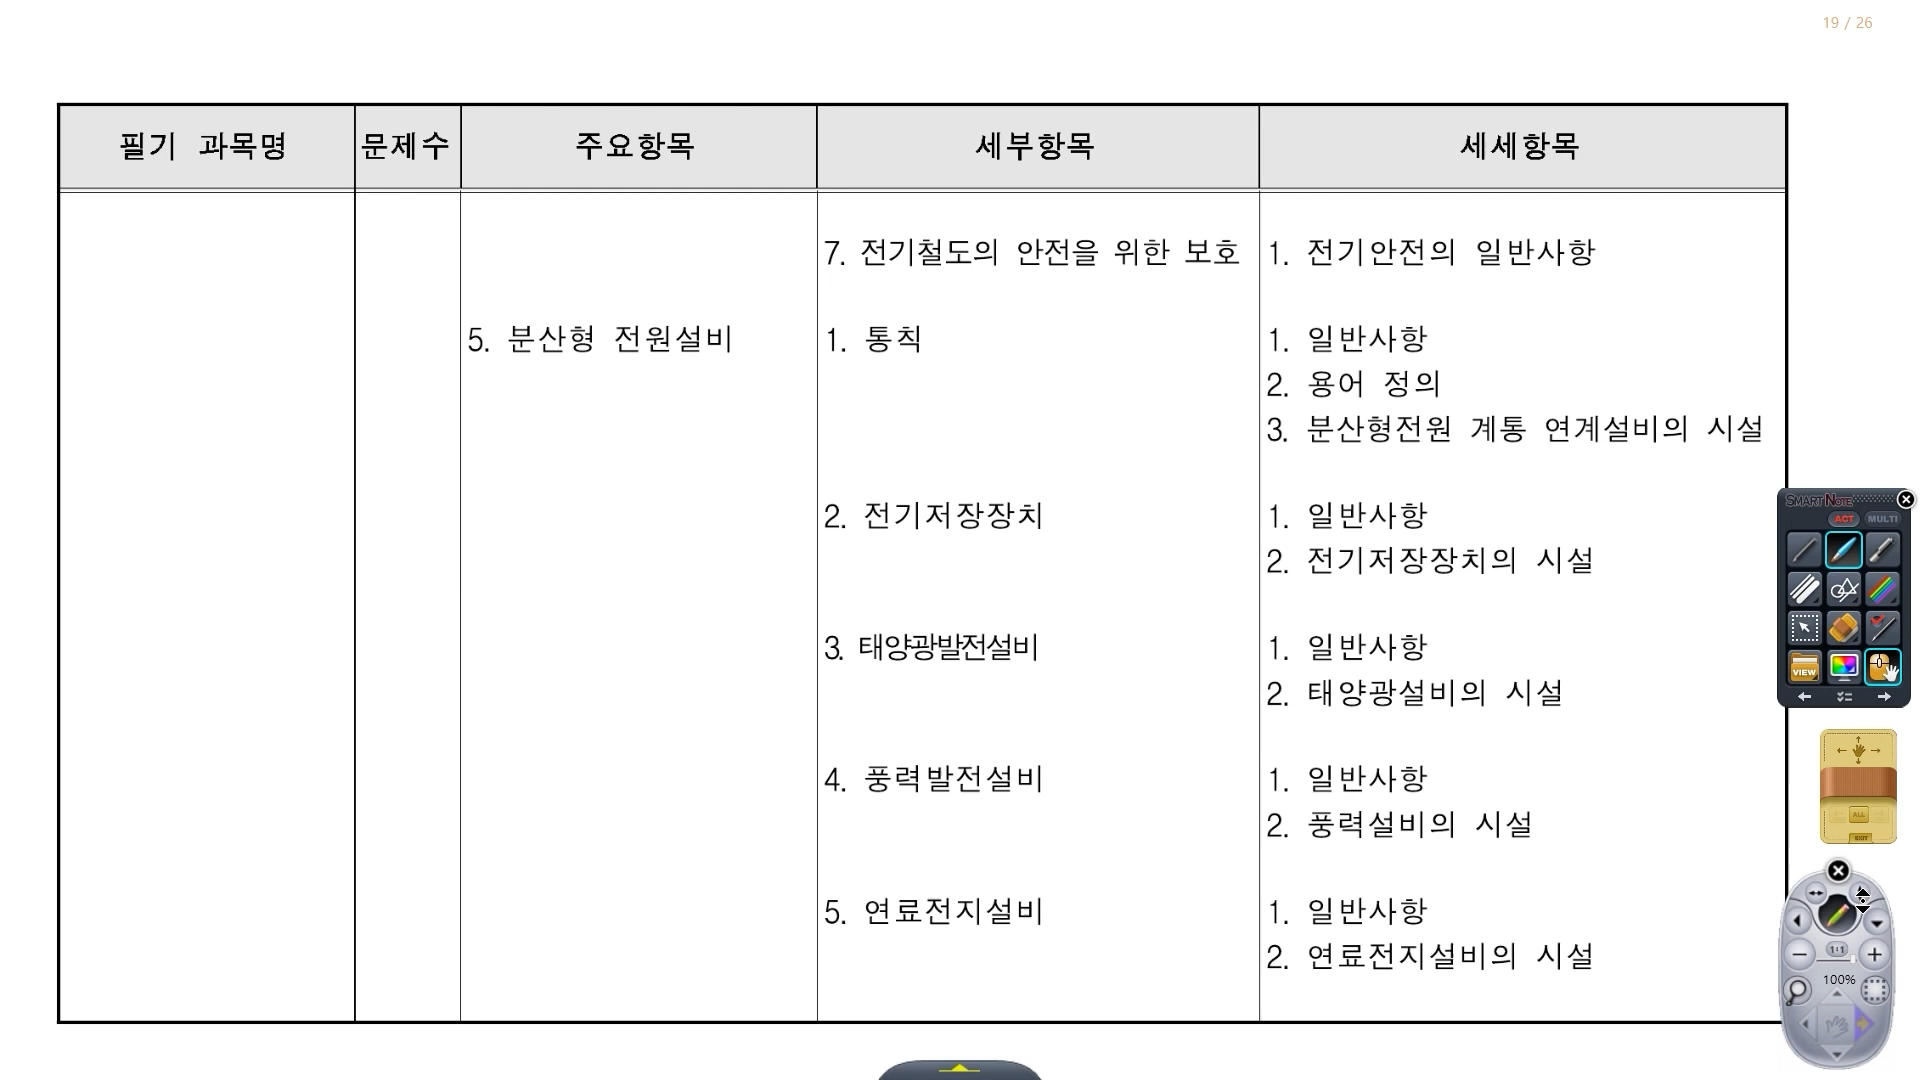 19 / 26
필기 과목명 문제수 주요항목 세부항목 세세항목
7. 전기철도의 안전을 위한 보호 1. 전기안전의 일반사항
5. 분산형 전원설비 1. 통칙 1. 일반사항
2. 용어 정의
3. 분산형전원 계통 연계설비의 시설
2. 전기저장장치 1. 일반사항
2. 전기저장장치의 시설
3. 태양광발전설비 1. 일반사항
2. 태양광설비의 시설
4. 풍력발전설비 1. 일반사항
2. 풍력설비의 시설
5. 연료전지설비 1. 일반사항
2. 연료전지설비의 시설
SMART NOTE
ACT MULTI
VIEW
ALL
EXIT
1:1
100%